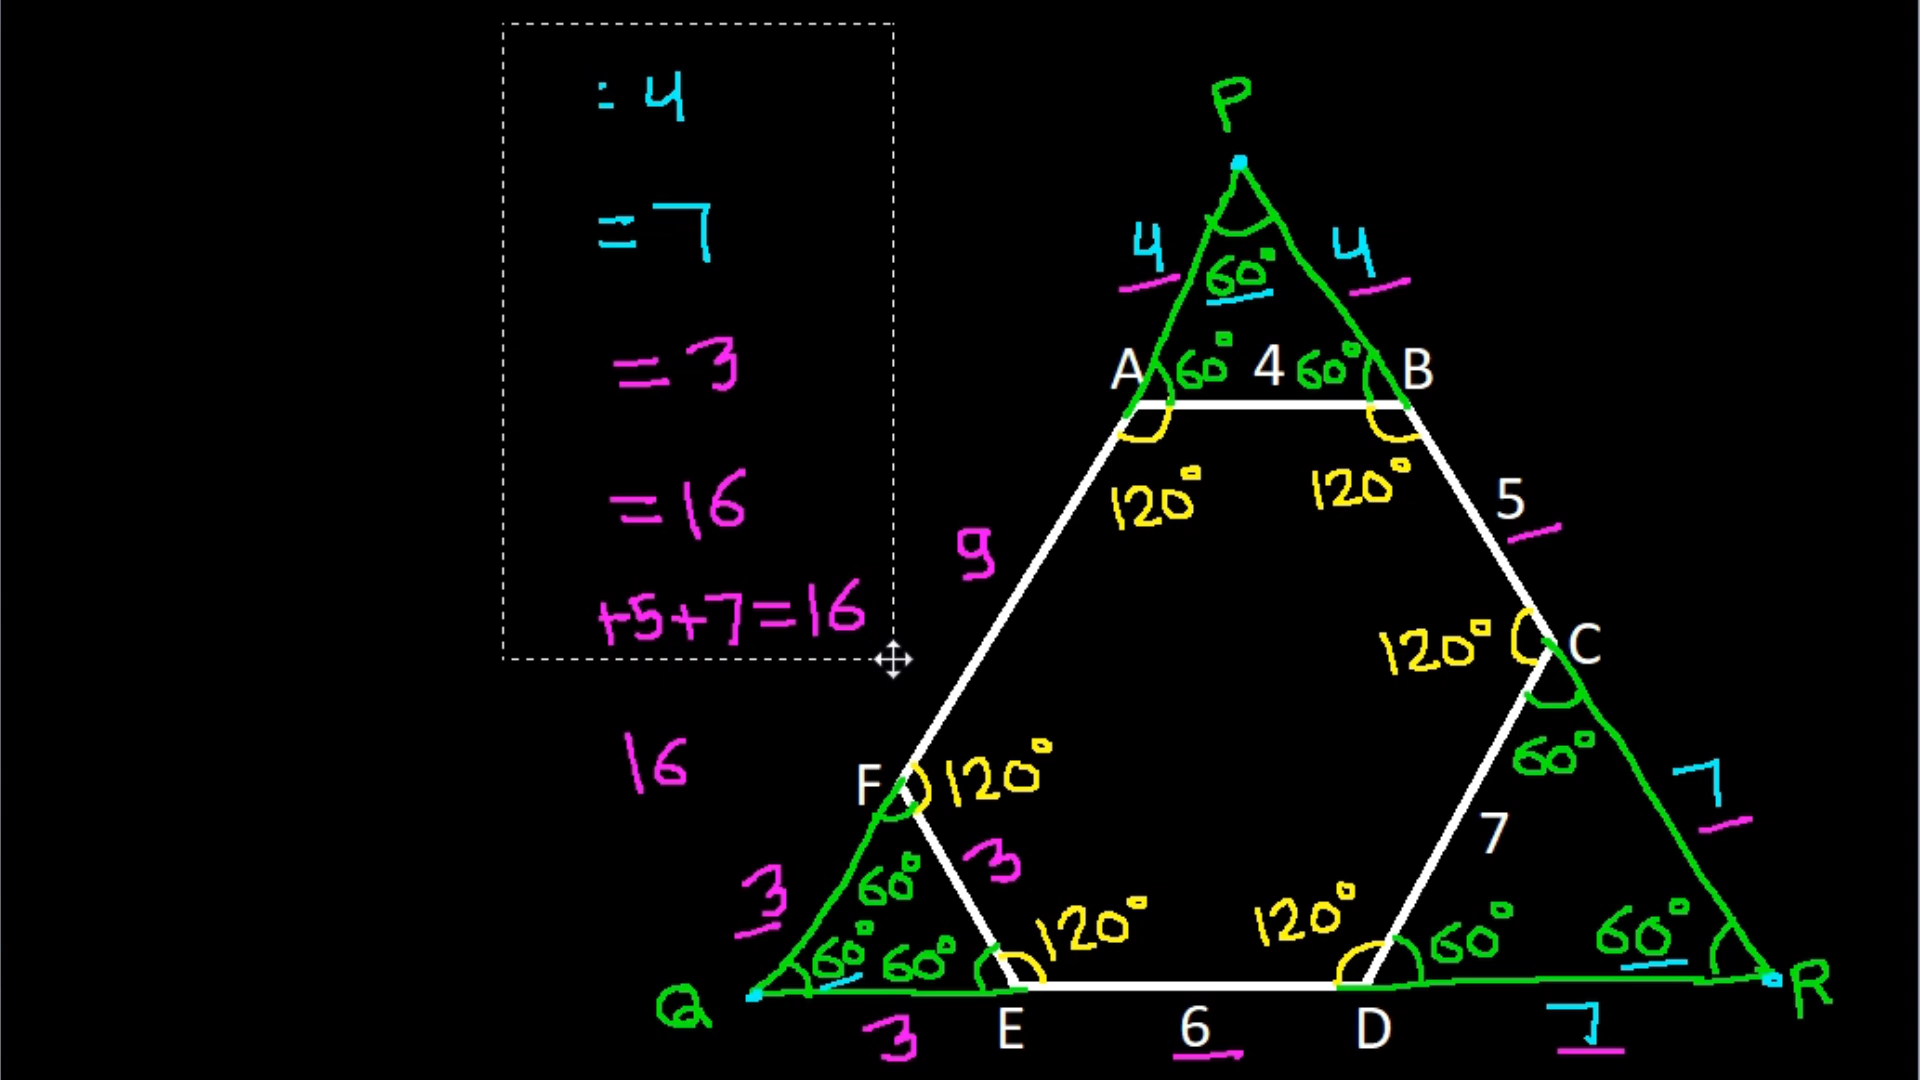 = 4
= 7
= 3
= 16
+5+7=16
16
P
4 4
60°
A 60° 4 60° B
120° 120°
5
9
120° C
F 120°
60°
7 7
3
60°
3
60° 60° 120° 120° 60° 60°
Q R
3 E 6 D 7